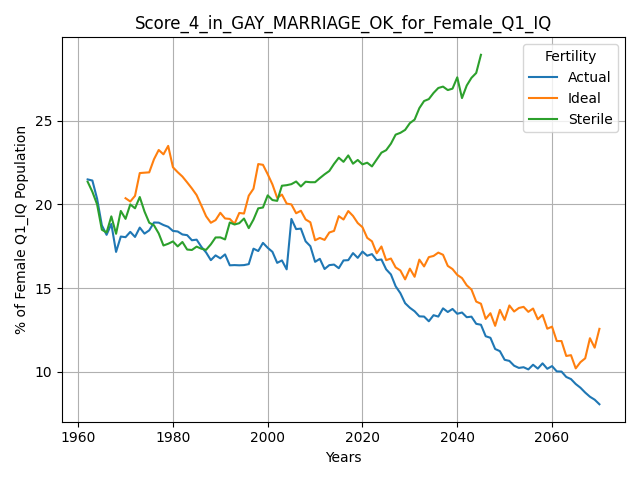 Score_4_in_GAY_MARRIAGE_OK_for_Female_Q1_IQ
Fertility
Actual
Ideal
Sterile
% of Female Q1_IQ Population
25
20
15
10
1960 1980 2000 2020 2040 2060
Years